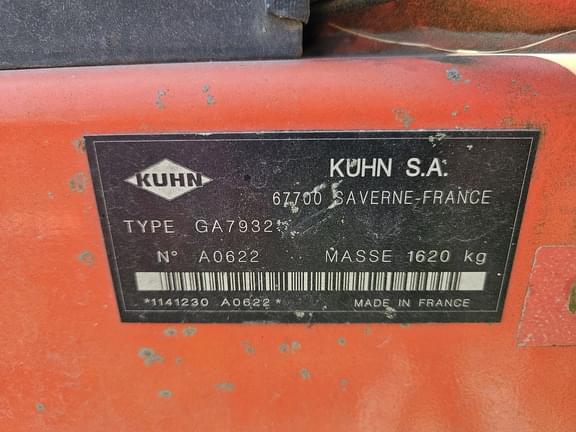 KUHN
KUHN S.A.
67700 SAVERNE-FRANCE
TYPE GA7932
N° A0622 MASSE 1620 kg
*1141230 A0622* MADE IN FRANCE